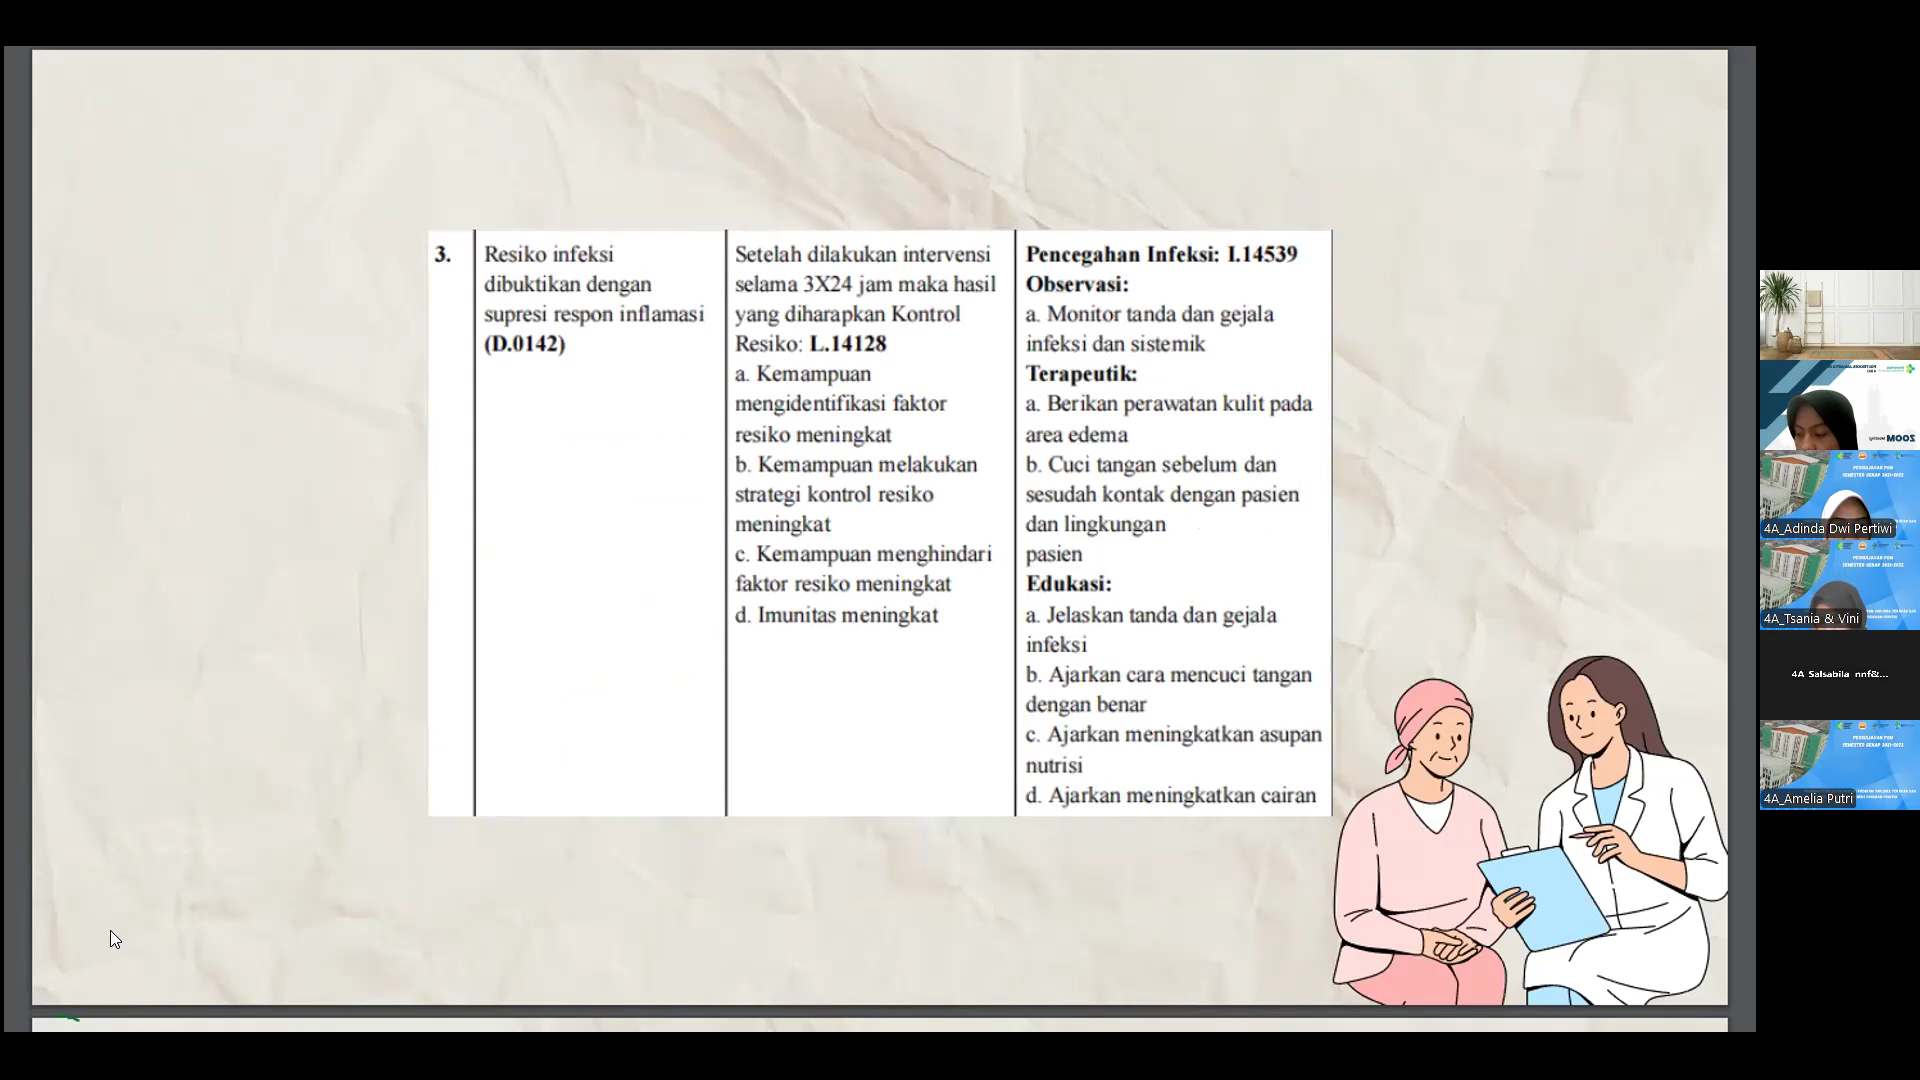 3.
Resiko infeksi
dibuktikan dengan
supresi respon inflamasi
(D.0142)
Setelah dilakukan intervensi
selama 3X24 jam maka hasil
yang diharapkan Kontrol
Resiko: L.14128
a. Kemampuan
mengidentifikasi faktor
resiko meningkat
b. Kemampuan melakukan
strategi kontrol resiko
meningkat
c. Kemampuan menghindari
faktor resiko meningkat
d. Imunitas meningkat
Pencegahan Infeksi: I.14539
Observasi:
a. Monitor tanda dan gejala
infeksi dan sistemik
Terapeutik:
a. Berikan perawatan kulit pada
area edema
b. Cuci tangan sebelum dan
sesudah kontak dengan pasien
dan lingkungan
pasien
Edukasi:
a. Jelaskan tanda dan gejala
infeksi
b. Ajarkan cara mencuci tangan
dengan benar
c. Ajarkan meningkatkan asupan
nutrisi
d. Ajarkan meningkatkan cairan
ZOOM
4A_Adinda Dwi Pertiwi
4A_Tsania & Vini
4A_Salsabila_nnf&...
4A_Amelia Putri